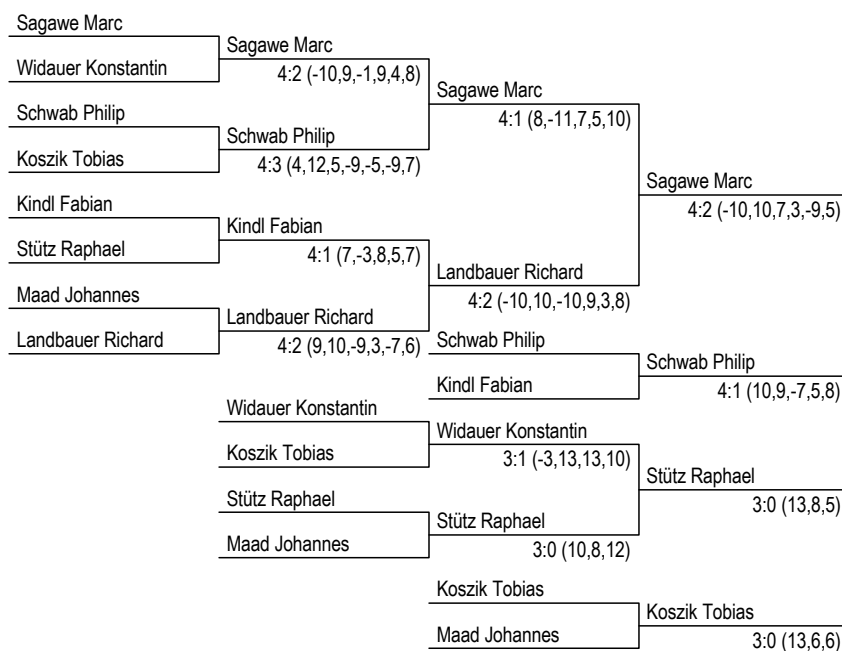 Sagawe Marc
Sagawe Marc
Widauer Konstantin
4:2 (-10,9,-1,9,4,8)
Sagawe Marc
Schwab Philip
4:1 (8,-11,7,5,10)
Schwab Philip
Koszik Tobias
4:3 (4,12,5,-9,-5,-9,7)
Sagawe Marc
Kindl Fabian
4:2 (-10,10,7,3,-9,5)
Kindl Fabian
Stütz Raphael
4:1 (7,-3,8,5,7)
Landbauer Richard
Maad Johannes
4:2 (-10,10,-10,9,3,8)
Landbauer Richard
Landbauer Richard
4:2 (9,10,-9,3,-7,6)
Schwab Philip
Schwab Philip
Kindl Fabian
4:1 (10,9,-7,5,8)
Widauer Konstantin
Widauer Konstantin
Koszik Tobias
3:1 (-3,13,13,10)
Stütz Raphael
Stütz Raphael
3:0 (13,8,5)
Stütz Raphael
Maad Johannes
3:0 (10,8,12)
Koszik Tobias
Koszik Tobias
Maad Johannes
3:0 (13,6,6)